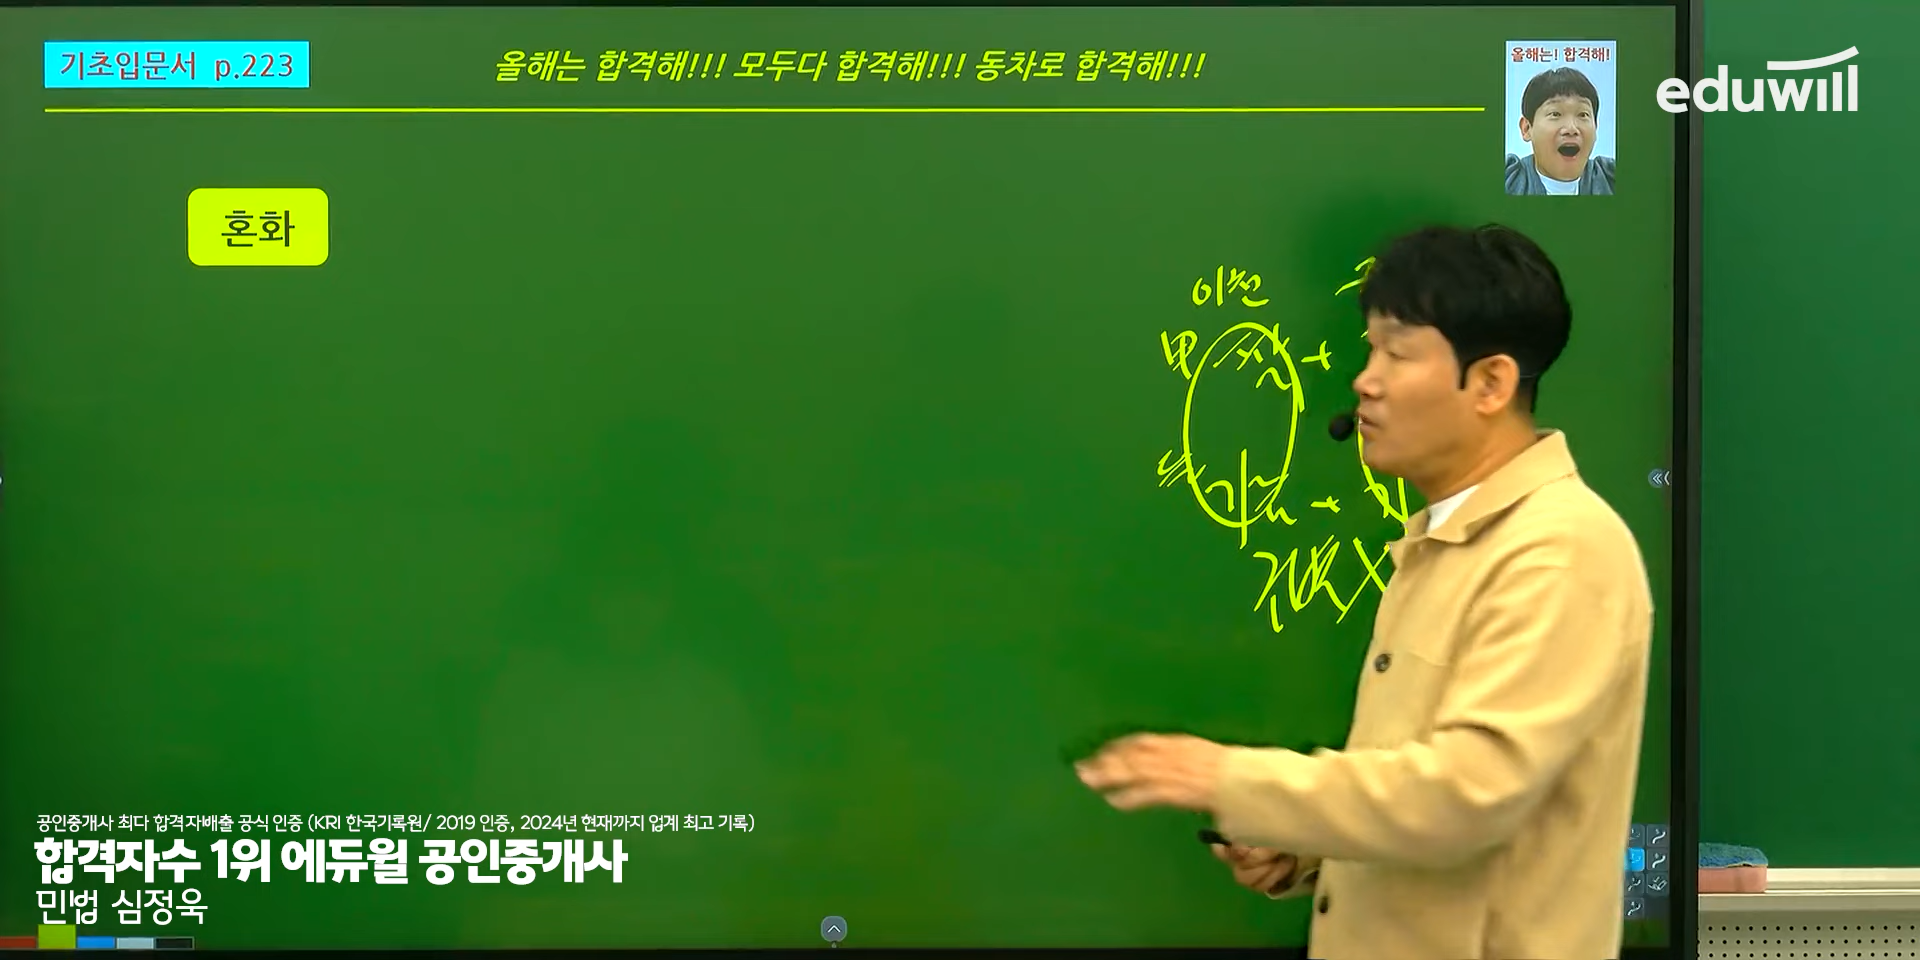 기초입문서 p.223
올해는 합격해!!! 모두다 합격해!!! 동차로 합격해!!!
올해는! 합격해!
eduwill
혼화
이천
甲
+
+
공인중개사 최다 합격자배출 공식 인증 (KRI 한국기록원/ 2019 인증, 2024년 현재까지 업계 최고 기록)
합격자수 1위 에듀윌 공인중개사
민법 심정욱